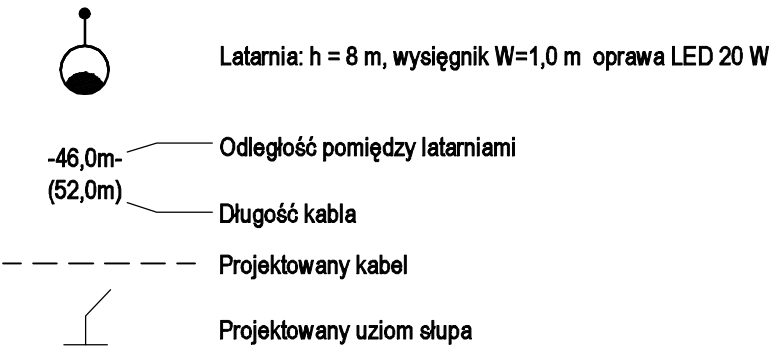 Latarnia: h = 8 m, wysięgnik W=1,0 m oprawa LED 20 W
-46,0m-
Odległość pomiędzy latarniami
(52,0m)
Długość kabla
Projektowany kabel
Projektowany uziom słupa